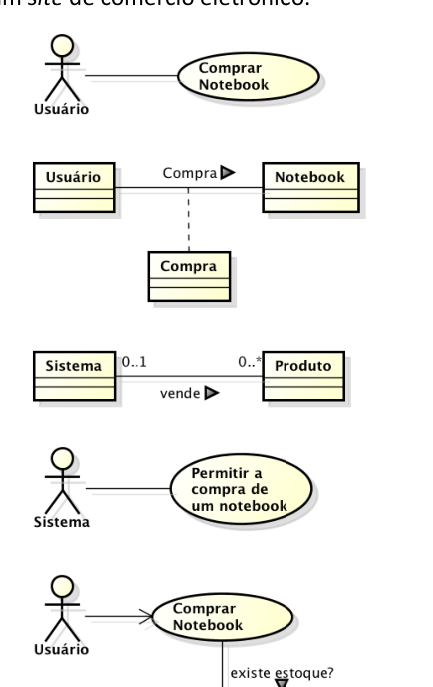 um site de comércio eletrônico.
Comprar
Notebook
Usuário
Usuário
Compra
Notebook
Compra
Sistema
0..1
0..*
Produto
vende
Permitir a
compra de
um notebook
Sistema
Comprar
Notebook
Usuário
existe estoque?